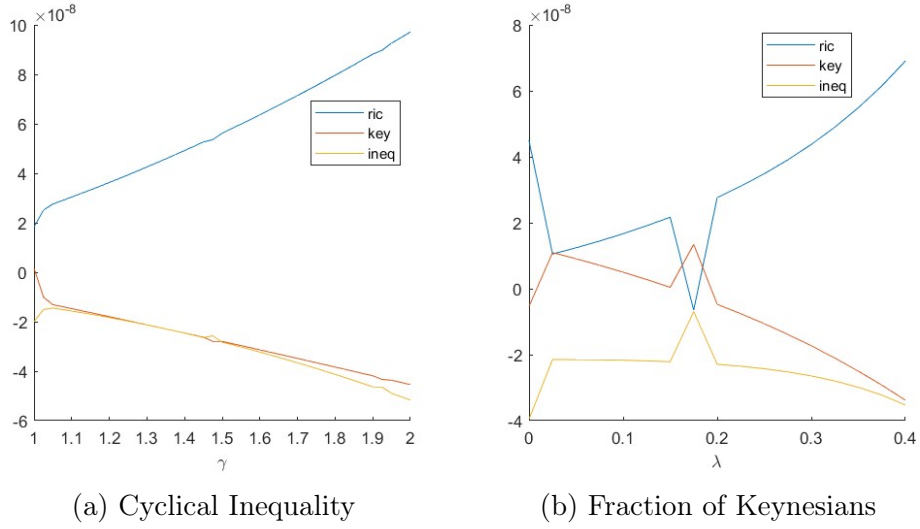 ×10⁻⁸
10
8
6
4
2
0
-2
-4
-6
1 1.1 1.2 1.3 1.4 1.5 1.6 1.7 1.8 1.9 2
γ
ric
key
ineq
(a) Cyclical Inequality
×10⁻⁸
8
6
4
2
0
-2
-4
0 0.1 0.2 0.3 0.4
λ
ric
key
ineq
(b) Fraction of Keynesians